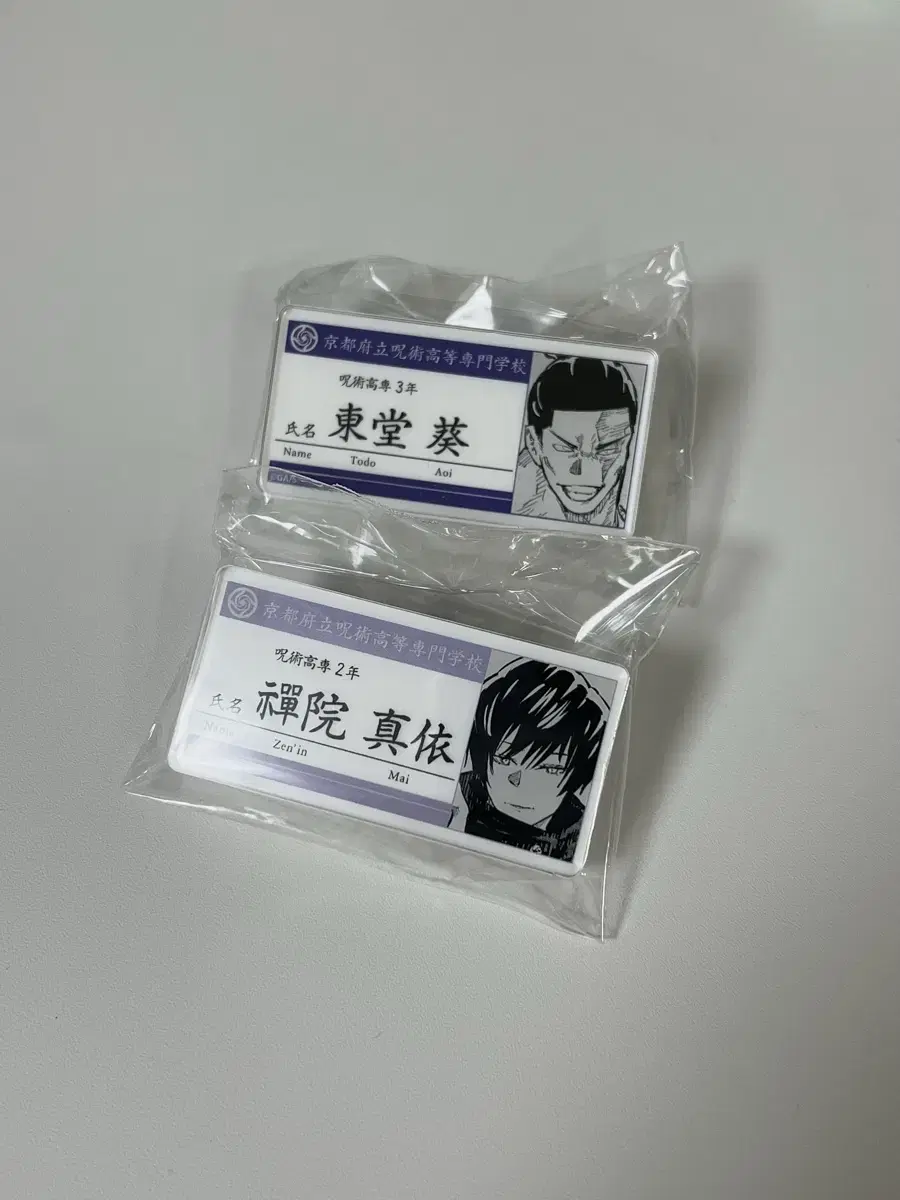 京都府立呪術高等専門学校
呪術高専 3年
氏名 東堂 葵
Name Todo Aoi
京都府立呪術高等専門学校
呪術高専 2年
氏名 禪院 真依
Name Zen'in Mai